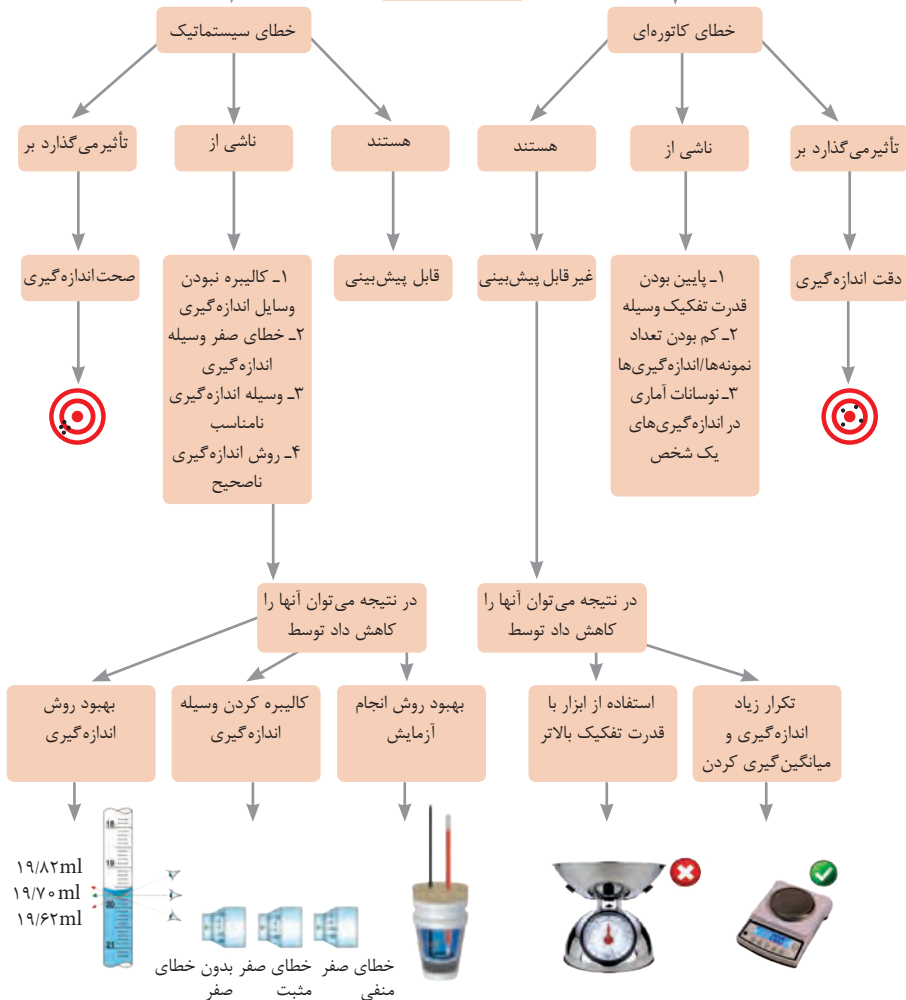 خطای کاتوره‌ای
خطای سیستماتیک
تأثیرمی‌گذارد بر
ناشی از
هستند
هستند
ناشی از
تأثیرمی‌گذارد بر
دقت اندازه‌گیری
۱ـ پایین بودن
قدرت تفکیک وسیله
۲ـ کم بودن تعداد
نمونه‌ها/اندازه‌گیری‌ها
۳ـ نوسانات آماری
در اندازه‌گیری‌های
یک شخص
غیر قابل پیش‌بینی
قابل پیش‌بینی
۱ـ کالیبره نبودن
وسایل اندازه‌گیری
۲ـ خطای صفر وسیله
اندازه‌گیری
۳ـ وسیله اندازه‌گیری
نامناسب
۴ـ روش اندازه‌گیری
ناصحیح
صحت‌اندازه‌گیری
در نتیجه می‌توان آنها را
کاهش داد توسط
در نتیجه می‌توان آنها را
کاهش داد توسط
تکرار زیاد
اندازه‌گیری و
میانگین‌گیری کردن
استفاده از ابزار با
قدرت تفکیک بالاتر
بهبود روش انجام
آزمایش
کالیبره کردن وسیله
اندازه‌گیری
بهبود روش
اندازه‌گیری
18
19
20
21
۱۹/۸۲ml
۱۹/۷۰ml
۱۹/۶۲ml
خطای صفر
منفی
خطای صفر
مثبت
بدون خطای
صفر